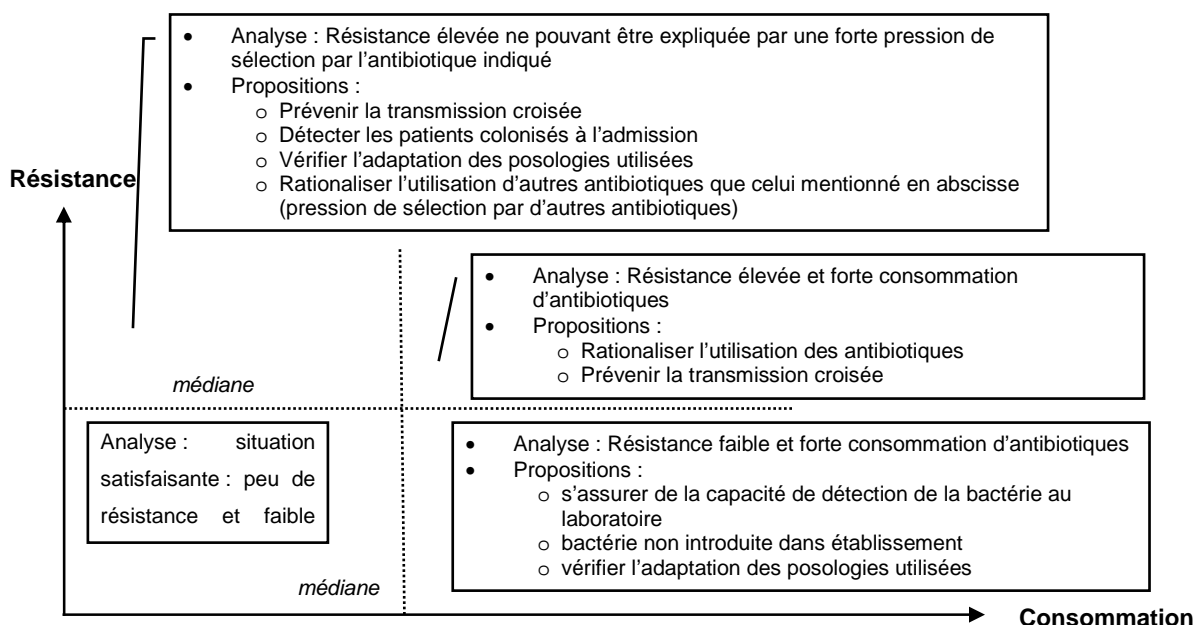 • Analyse : Résistance élevée ne pouvant être expliquée par une forte pression de
sélection par l’antibiotique indiqué
• Propositions :
o Prévenir la transmission croisée
o Détecter les patients colonisés à l’admission
o Vérifier l’adaptation des posologies utilisées
o Rationaliser l’utilisation d’autres antibiotiques que celui mentionné en abscisse
(pression de sélection par d’autres antibiotiques)
Résistance
• Analyse : Résistance élevée et forte consommation
d’antibiotiques
• Propositions :
o Rationaliser l’utilisation des antibiotiques
o Prévenir la transmission croisée
médiane
Analyse : situation
satisfaisante : peu de
résistance et faible
• Analyse : Résistance faible et forte consommation d’antibiotiques
• Propositions :
o s’assurer de la capacité de détection de la bactérie au
laboratoire
o bactérie non introduite dans établissement
o vérifier l’adaptation des posologies utilisées
médiane
Consommation